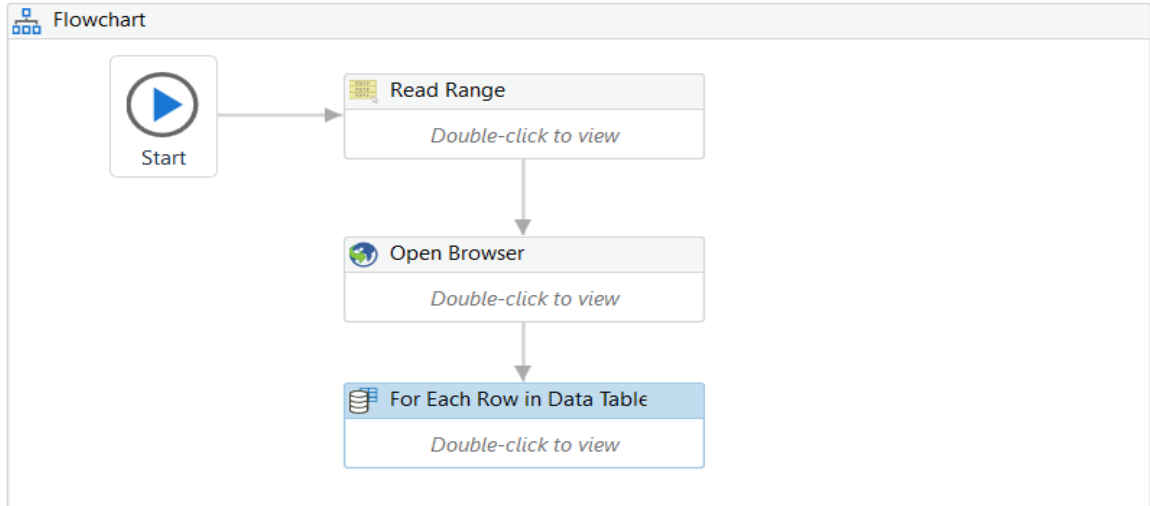 Flowchart
Start
Read Range
Double-click to view
Open Browser
Double-click to view
For Each Row in Data Table
Double-click to view